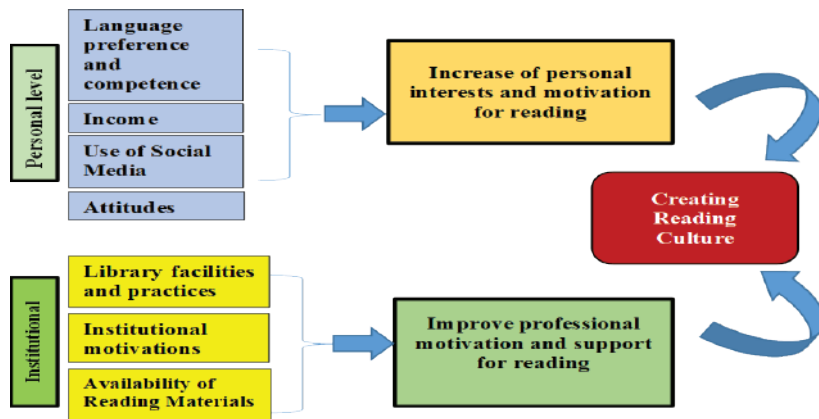 Personal level
Language
preference
and
competence
Income
Use of Social
Media
Attitudes
Increase of personal
interests and motivation
for reading
Creating
Reading
Culture
Institutional
Library facilities
and practices
Institutional
motivations
Availability of
Reading Materials
Improve professional
motivation and support
for reading